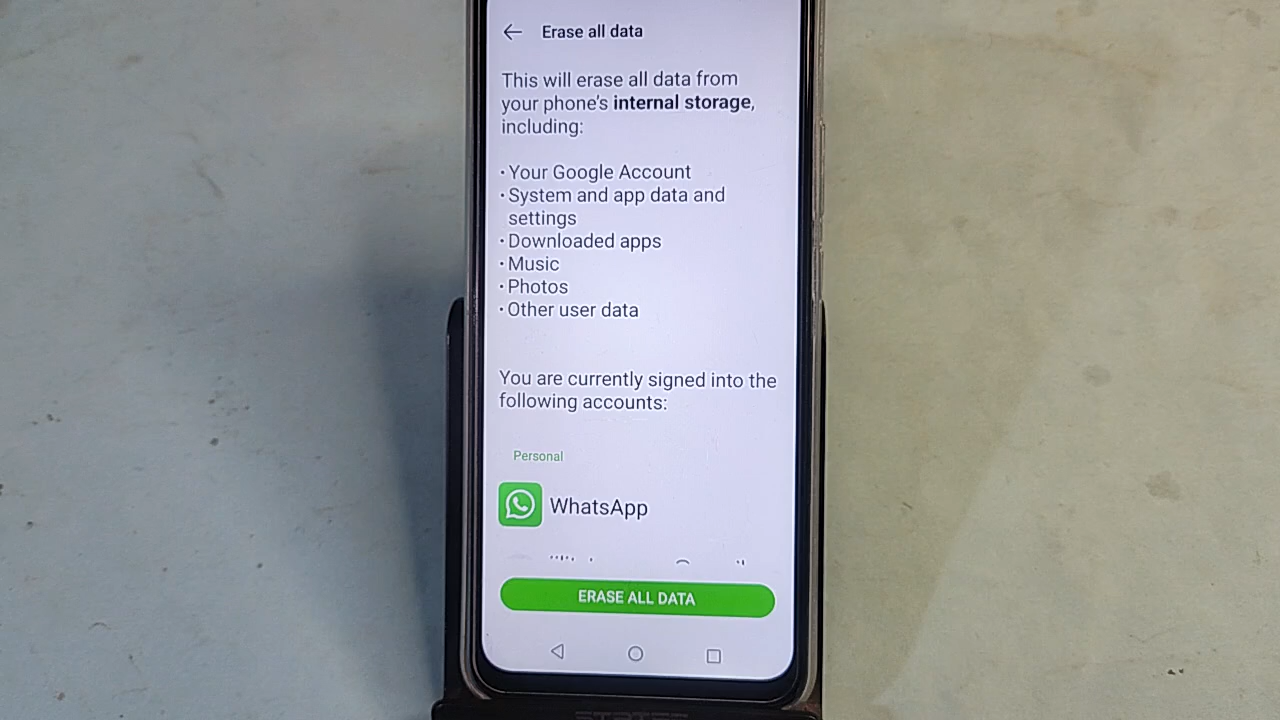 Erase all data
This will erase all data from
your phone's internal storage,
including:
· Your Google Account
· System and app data and
settings
· Downloaded apps
· Music
· Photos
· Other user data
You are currently signed into the
following accounts:
Personal
WhatsApp
ERASE ALL DATA